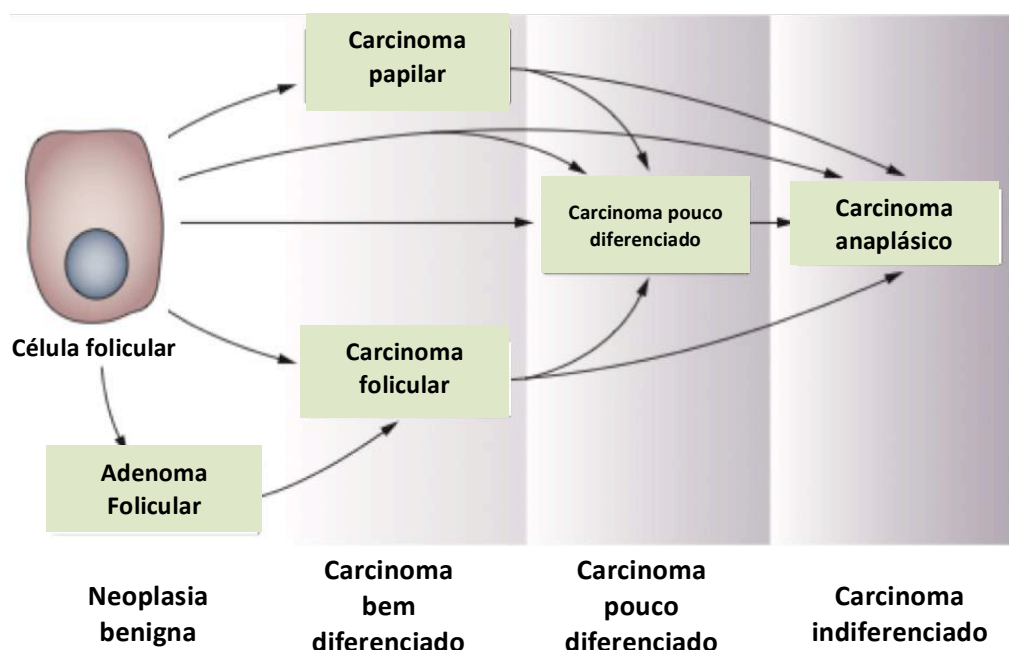 Carcinoma
papilar
Carcinoma pouco
diferenciado
Carcinoma
anaplásico
Célula folicular
Carcinoma
folicular
Adenoma
Folicular
Neoplasia
benigna
Carcinoma
bem
diferenciado
Carcinoma
pouco
diferenciado
Carcinoma
indiferenciado